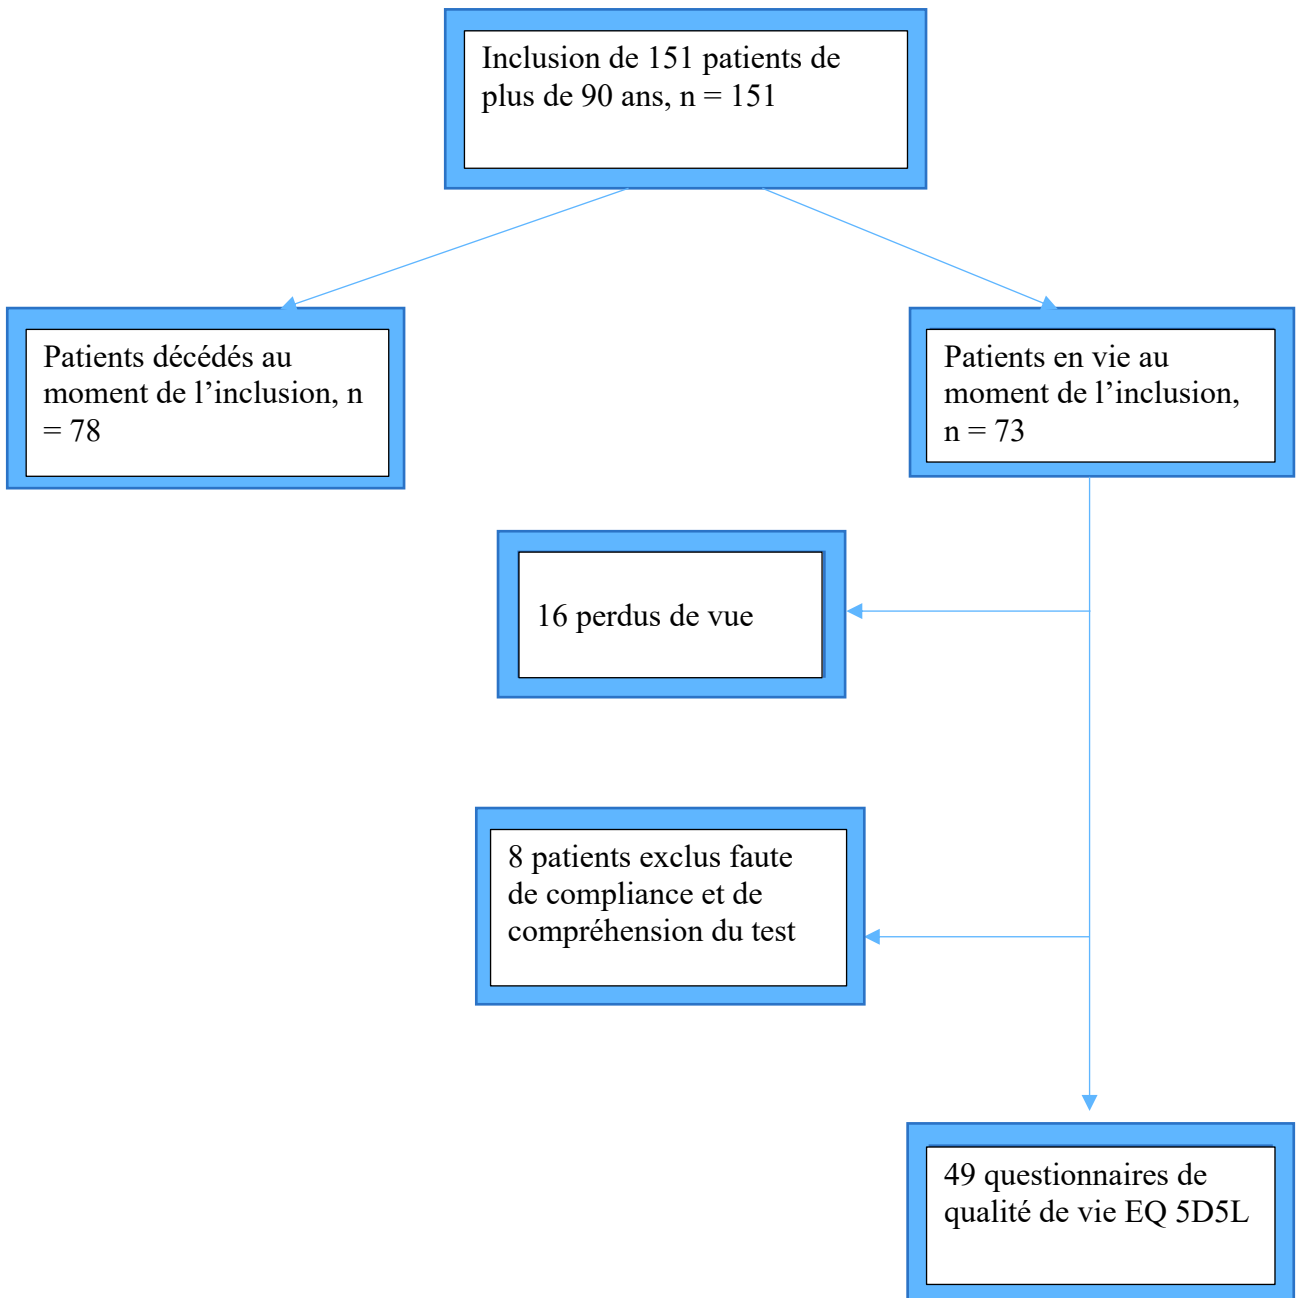 Inclusion de 151 patients de
plus de 90 ans, n = 151
Patients décédés au
moment de l’inclusion, n
= 78
Patients en vie au
moment de l’inclusion,
n = 73
16 perdus de vue
8 patients exclus faute
de compliance et de
compréhension du test
49 questionnaires de
qualité de vie EQ 5D5L